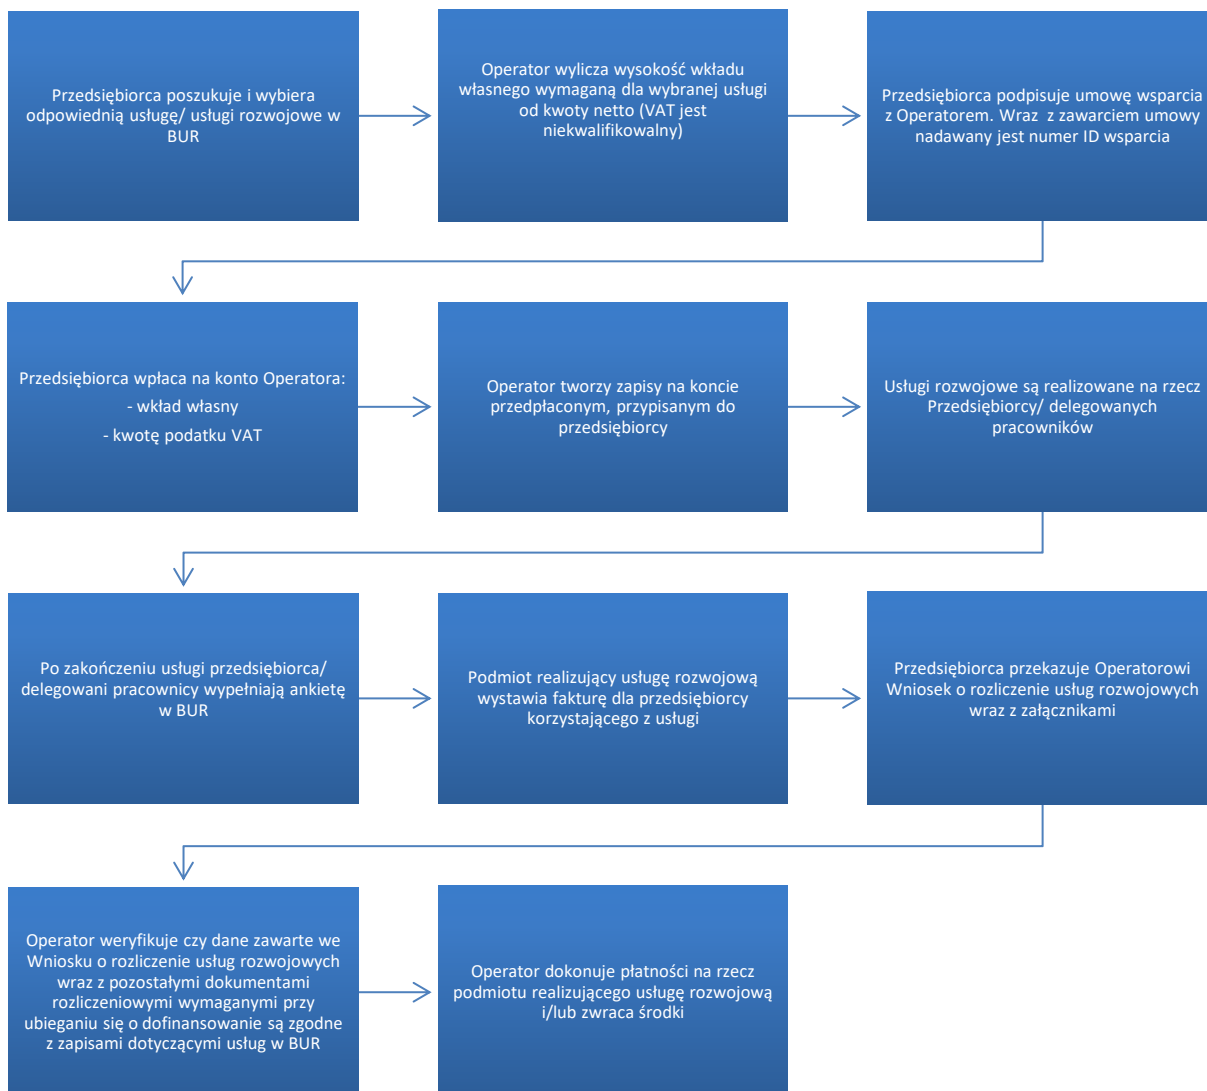 Przedsiębiorca poszukuje i wybiera
odpowiednią usługę/ usługi rozwojowe w
BUR
Operator wylicza wysokość wkładu
własnego wymaganą dla wybranej usługi
od kwoty netto (VAT jest
niekwalifikowalny)
Przedsiębiorca podpisuje umowę wsparcia
z Operatorem. Wraz z zawarciem umowy
nadawany jest numer ID wsparcia
Przedsiębiorca wpłaca na konto Operatora:
- wkład własny
- kwotę podatku VAT
Operator tworzy zapisy na koncie
przedpłaconym, przypisanym do
przedsiębiorcy
Usługi rozwojowe są realizowane na rzecz
Przedsiębiorcy/ delegowanych
pracowników
Po zakończeniu usługi przedsiębiorca/
delegowani pracownicy wypełniają ankietę
w BUR
Podmiot realizujący usługę rozwojową
wystawia fakturę dla przedsiębiorcy
korzystającego z usługi
Przedsiębiorca przekazuje Operatorowi
Wniosek o rozliczenie usług rozwojowych
wraz z załącznikami
Operator weryfikuje czy dane zawarte we
Wniosku o rozliczenie usług rozwojowych
wraz z pozostałymi dokumentami
rozliczeniowymi wymaganymi przy
ubieganiu się o dofinansowanie są zgodne
z zapisami dotyczącymi usług w BUR
Operator dokonuje płatności na rzecz
podmiotu realizującego usługę rozwojową
i/lub zwraca środki